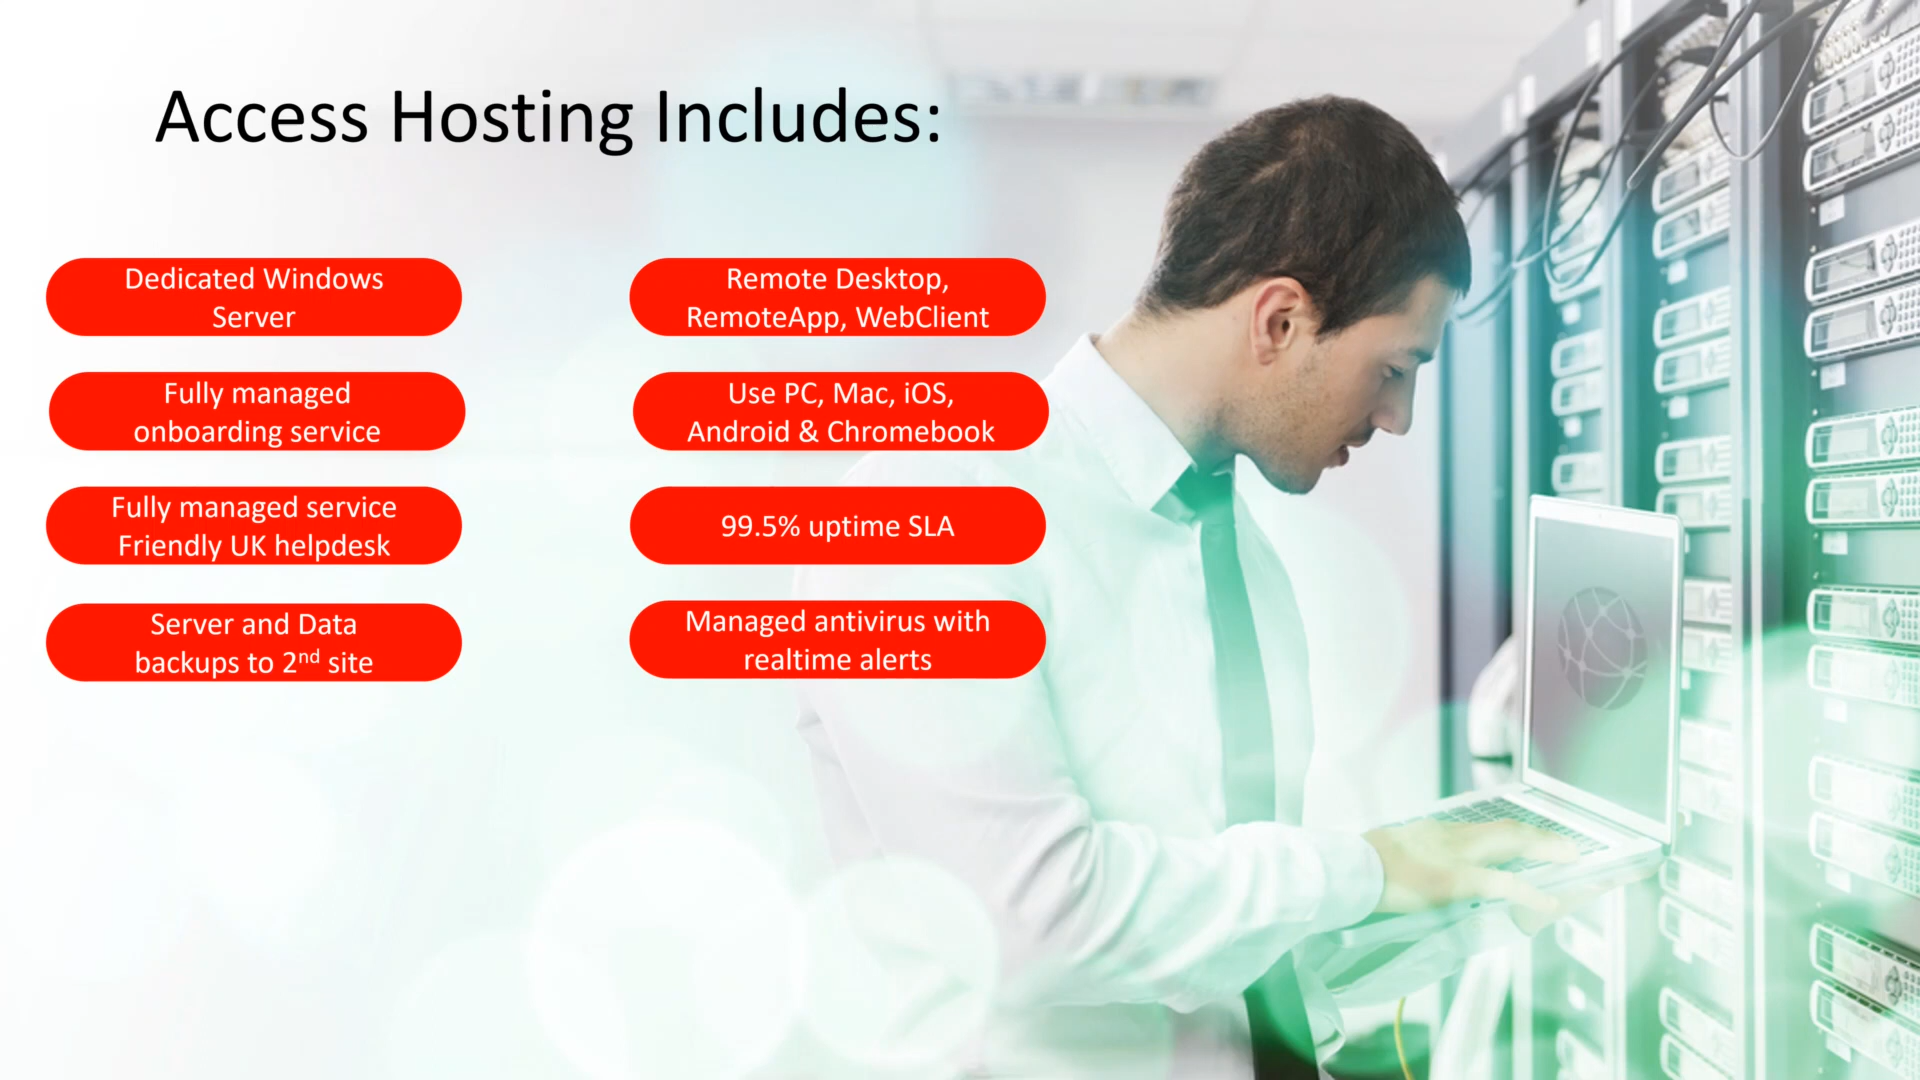 Access Hosting Includes:
Dedicated Windows
Server
Remote Desktop,
RemoteApp, WebClient
Fully managed
onboarding service
Use PC, Mac, iOS,
Android & Chromebook
Fully managed service
Friendly UK helpdesk
99.5% uptime SLA
Server and Data
backups to 2nd site
Managed antivirus with
realtime alerts